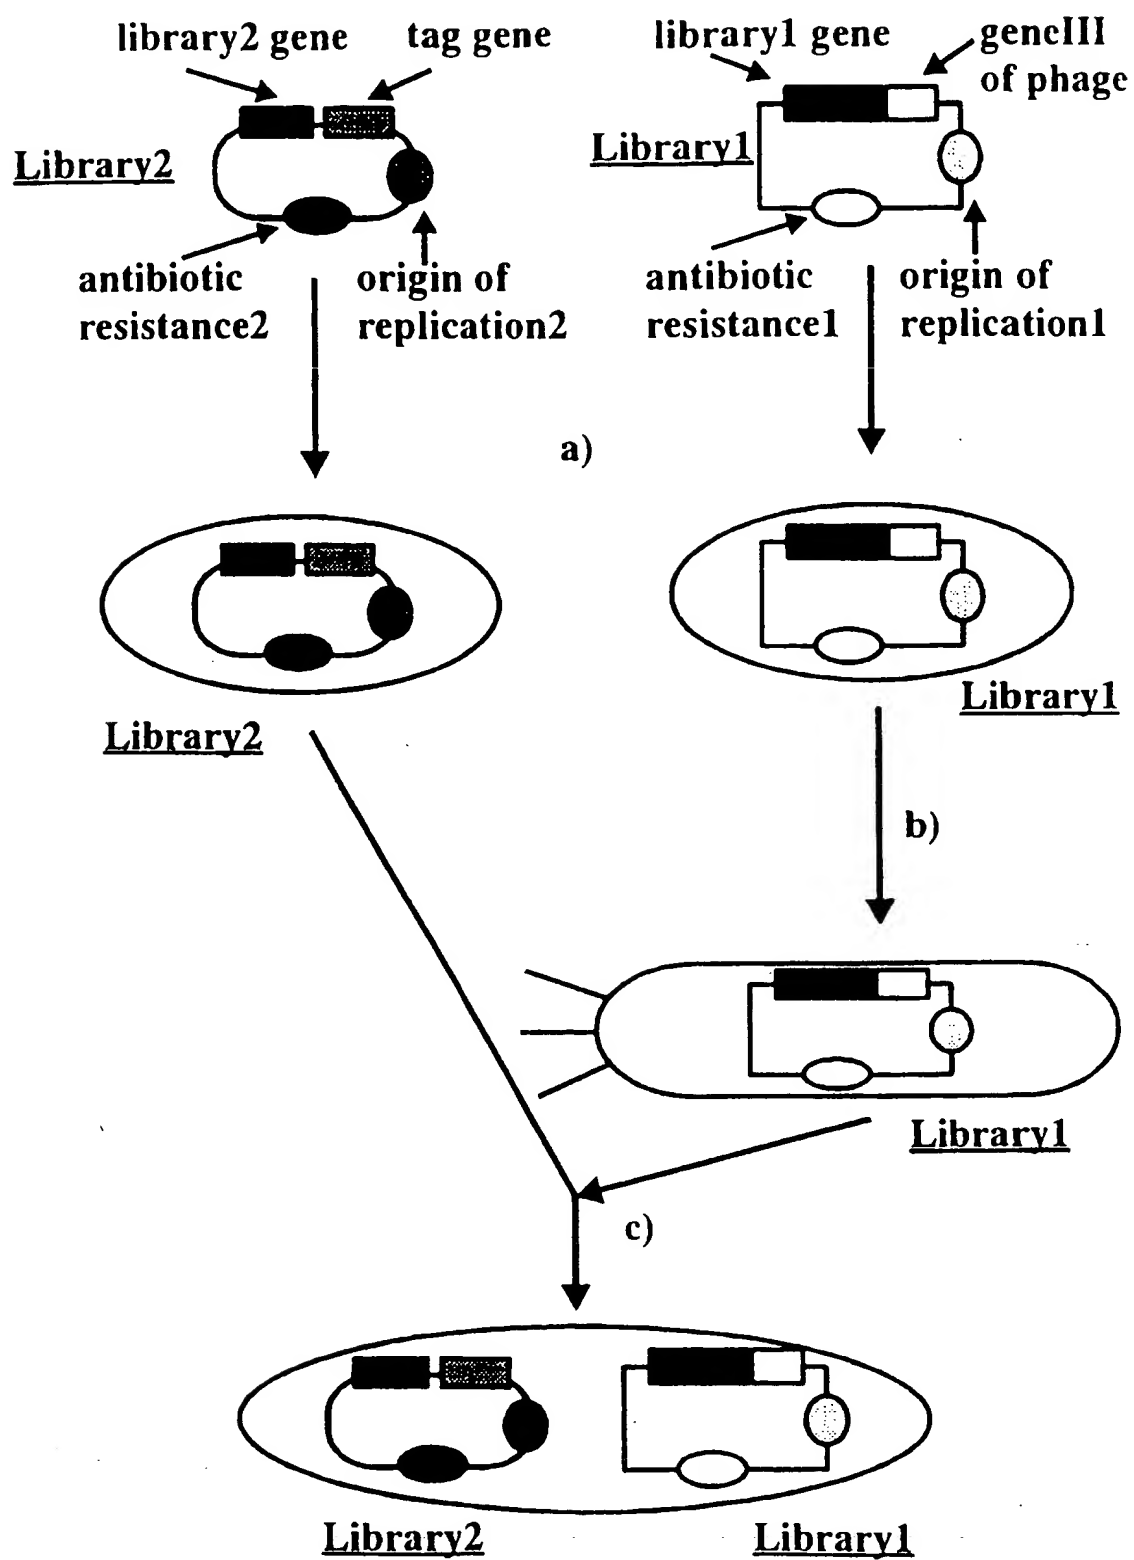 library2 gene
tag gene
library1 gene
geneIII
of phage
Library2
Library1
antibiotic
resistance2
origin of
replication2
antibiotic
resistance1
origin of
replication1
a)
Library2
Library1
b)
Library1
c)
Library2
Library1